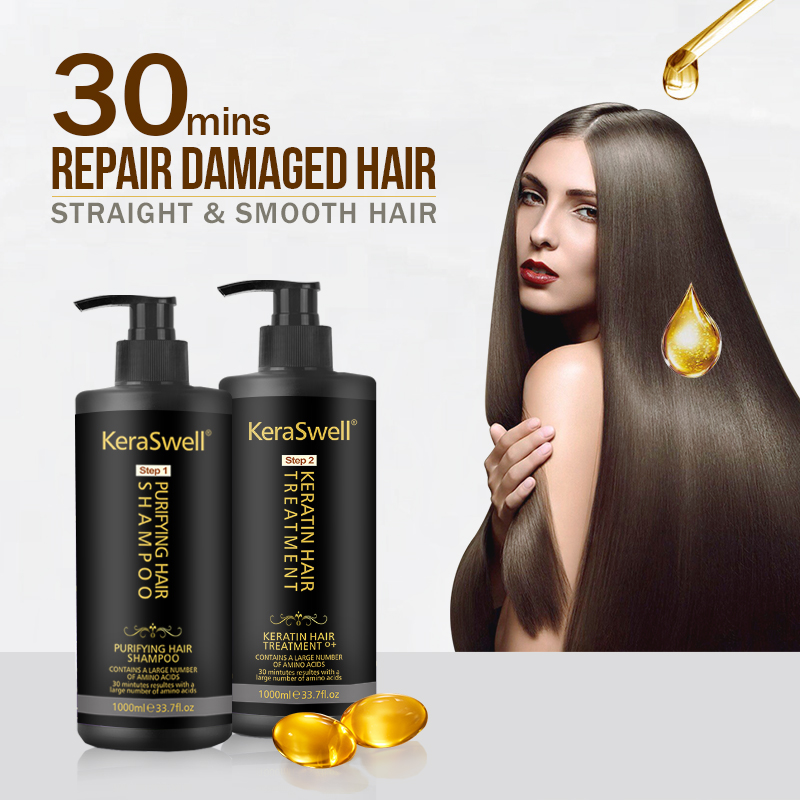 30 mins
REPAIR DAMAGED HAIR
STRAIGHT & SMOOTH HAIR
KeraSwell®
Step 1
PURIFYING HAIR
SHAMPOO
PURIFYING HAIR
SHAMPOO
CONTAINS A LARGE NUMBER
OF AMINO ACIDS
30 mintutes resultes with a
large number of amino acids
1000ml e 33.7fl.oz
KeraSwell®
Step 2
KERATIN HAIR
TREATMENT
KERATIN HAIR
TREATMENT o+
CONTAINS A LARGE NUMBER
OF AMINO ACIDS
30 mintutes resultes with a
large number of amino acids
1000ml e 33.7fl.oz